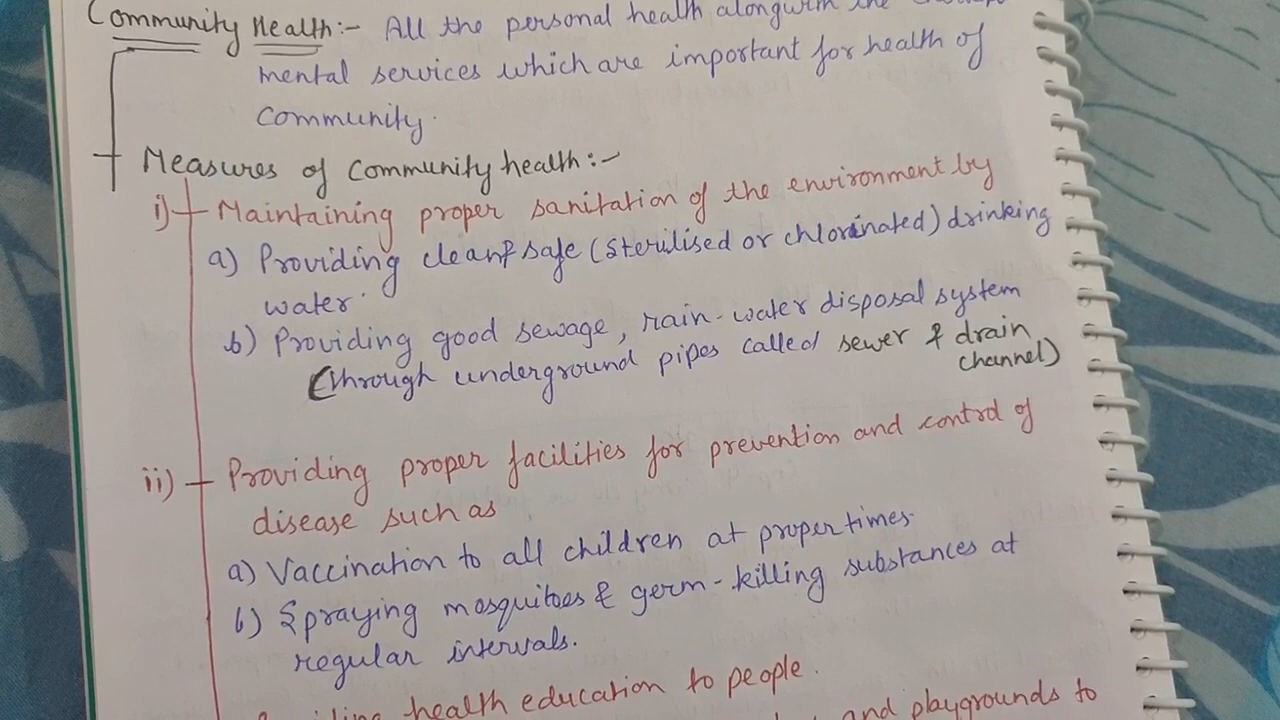 Community Health:- All the personal health alongwith the
mental services which are important for health of
Community.
Measures of Community health:-
i) Maintaining proper sanitation of the environment by
a) Providing clean & safe (sterilised or chlorinated) drinking
water.
b) Providing good sewage, rain-water disposal system
(through underground pipes called sewer & drain
channel)
ii) Providing proper facilities for prevention and control of
disease such as
a) Vaccination to all children at proper times.
b) Spraying mosquitoes & germ-killing substances at
regular intervals.
health education to people.
and playgrounds to